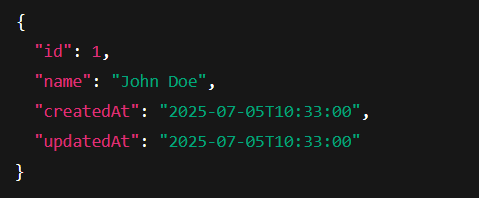 {
  "id": 1,
  "name": "John Doe",
  "createdAt": "2025-07-05T10:33:00",
  "updatedAt": "2025-07-05T10:33:00"
}